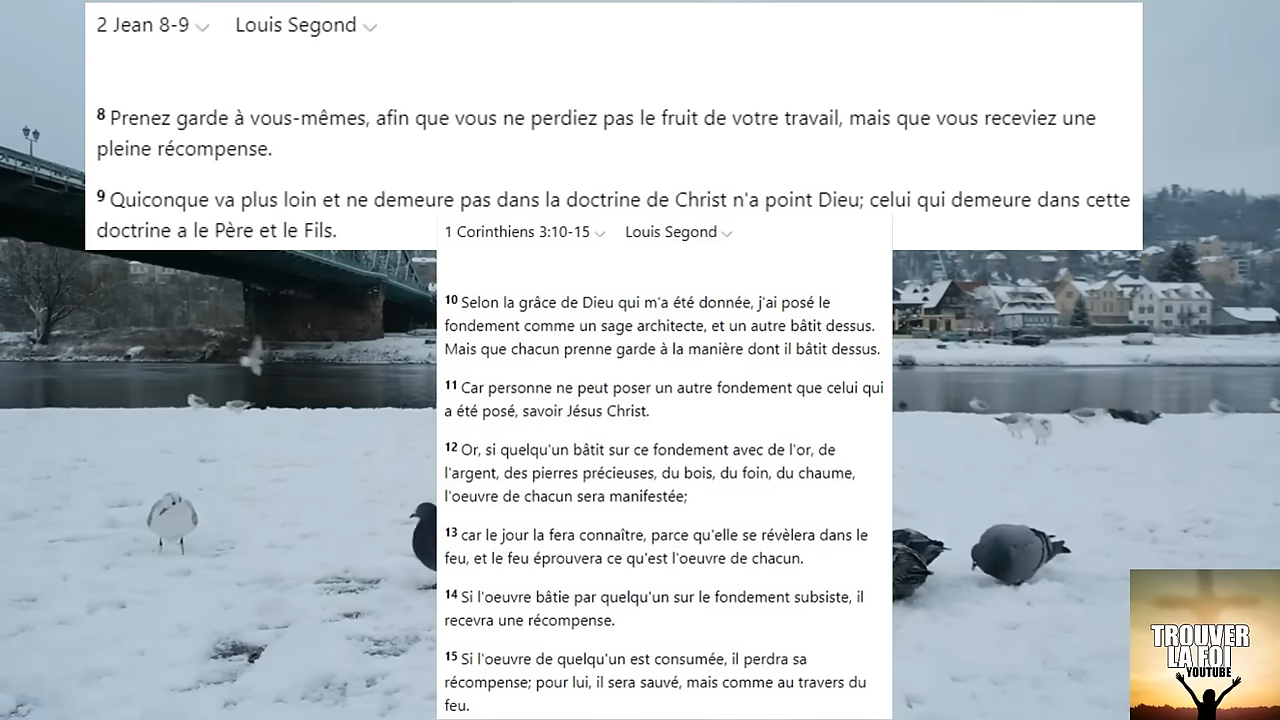 2 Jean 8-9 Louis Segond
8 Prenez garde à vous-mêmes, afin que vous ne perdiez pas le fruit de votre travail, mais que vous receviez une
pleine récompense.
9 Quiconque va plus loin et ne demeure pas dans la doctrine de Christ n'a point Dieu; celui qui demeure dans cette
doctrine a le Père et le Fils.
1 Corinthiens 3:10-15 Louis Segond
10 Selon la grâce de Dieu qui m'a été donnée, j'ai posé le
fondement comme un sage architecte, et un autre bâtit dessus.
Mais que chacun prenne garde à la manière dont il bâtit dessus.
11 Car personne ne peut poser un autre fondement que celui qui
a été posé, savoir Jésus Christ.
12 Or, si quelqu'un bâtit sur ce fondement avec de l'or, de
l'argent, des pierres précieuses, du bois, du foin, du chaume,
l'oeuvre de chacun sera manifestée;
13 car le jour la fera connaître, parce qu'elle se révèlera dans le
feu, et le feu éprouvera ce qu'est l'oeuvre de chacun.
14 Si l'oeuvre bâtie par quelqu'un sur le fondement subsiste, il
recevra une récompense.
15 Si l'oeuvre de quelqu'un est consumée, il perdra sa
récompense; pour lui, il sera sauvé, mais comme au travers du
feu.
TROUVER
LA FOI
YOUTUBE